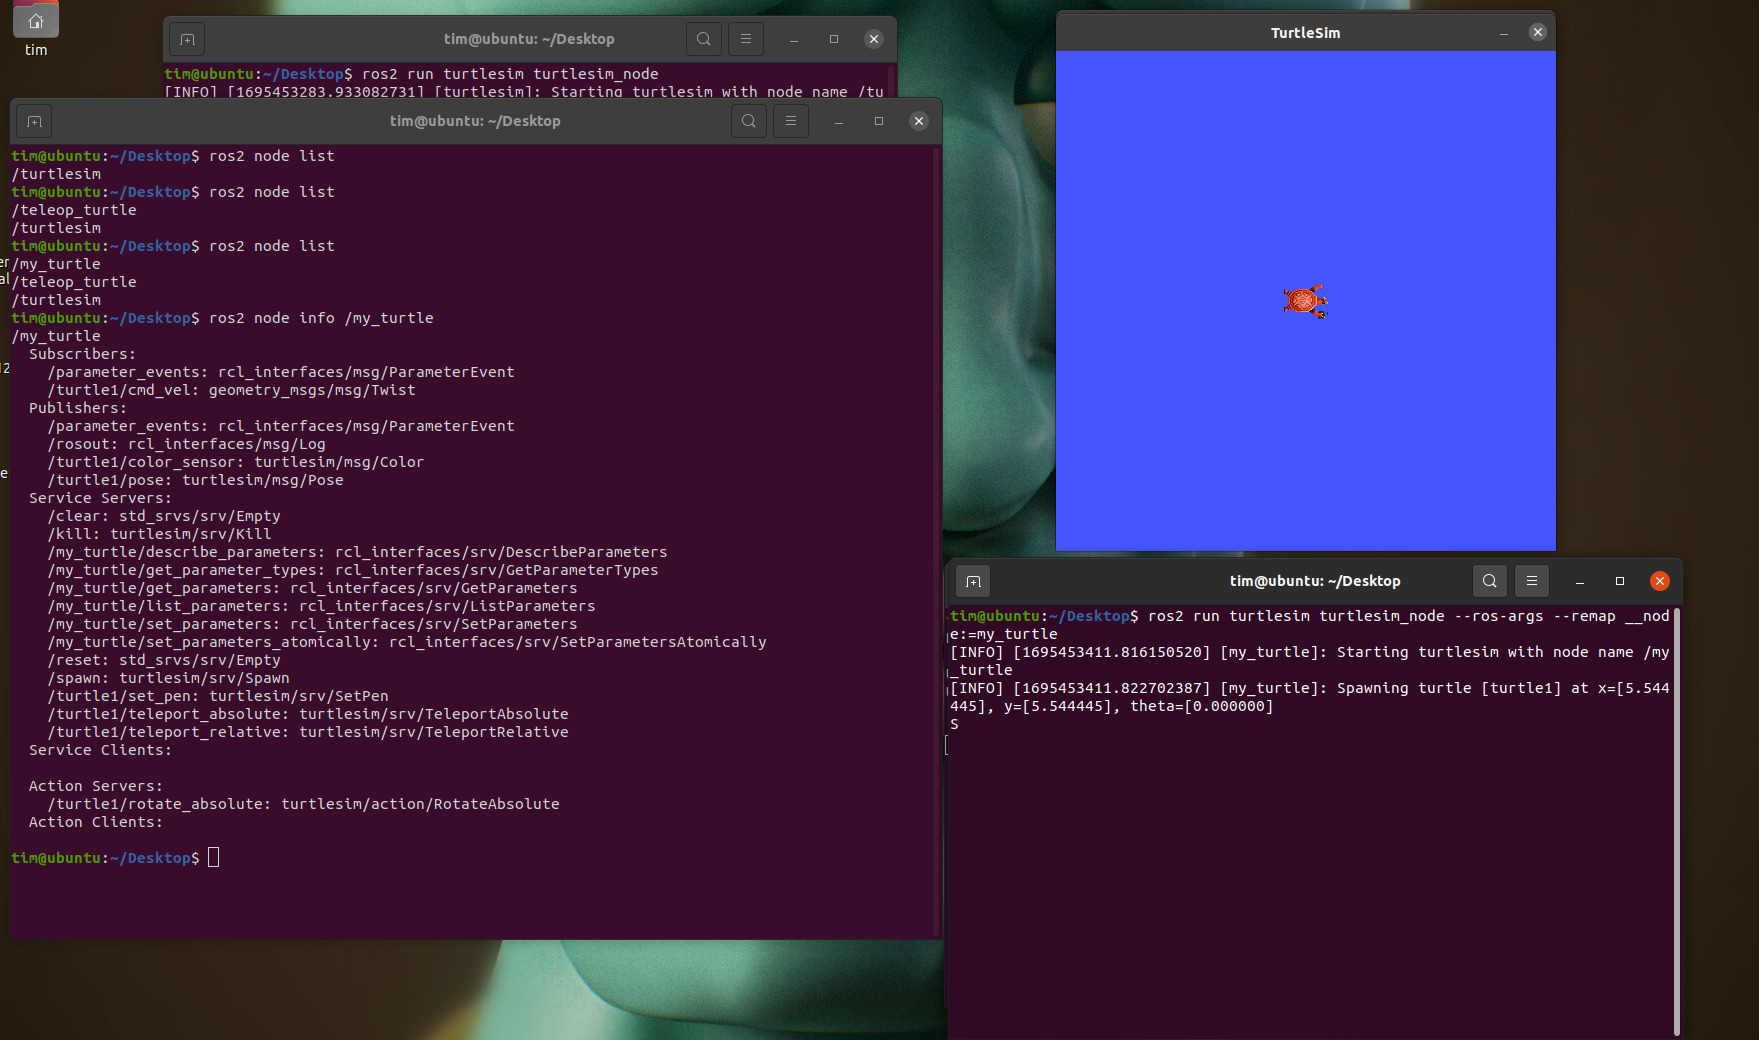 tim
tim@ubuntu: ~/Desktop
tim@ubuntu:~/Desktop$ ros2 run turtlesim turtlesim_node
[INFO] [1695453283.933082731] [turtlesim]: Starting turtlesim with node name /tu
tim@ubuntu: ~/Desktop
tim@ubuntu:~/Desktop$ ros2 node list
/turtlesim
tim@ubuntu:~/Desktop$ ros2 node list
/teleop_turtle
/turtlesim
tim@ubuntu:~/Desktop$ ros2 node list
/my_turtle
/teleop_turtle
/turtlesim
tim@ubuntu:~/Desktop$ ros2 node info /my_turtle
/my_turtle
  Subscribers:
    /parameter_events: rcl_interfaces/msg/ParameterEvent
    /turtle1/cmd_vel: geometry_msgs/msg/Twist
  Publishers:
    /parameter_events: rcl_interfaces/msg/ParameterEvent
    /rosout: rcl_interfaces/msg/Log
    /turtle1/color_sensor: turtlesim/msg/Color
    /turtle1/pose: turtlesim/msg/Pose
  Service Servers:
    /clear: std_srvs/srv/Empty
    /kill: turtlesim/srv/Kill
    /my_turtle/describe_parameters: rcl_interfaces/srv/DescribeParameters
    /my_turtle/get_parameter_types: rcl_interfaces/srv/GetParameterTypes
    /my_turtle/get_parameters: rcl_interfaces/srv/GetParameters
    /my_turtle/list_parameters: rcl_interfaces/srv/ListParameters
    /my_turtle/set_parameters: rcl_interfaces/srv/SetParameters
    /my_turtle/set_parameters_atomically: rcl_interfaces/srv/SetParametersAtomically
    /reset: std_srvs/srv/Empty
    /spawn: turtlesim/srv/Spawn
    /turtle1/set_pen: turtlesim/srv/SetPen
    /turtle1/teleport_absolute: turtlesim/srv/TeleportAbsolute
    /turtle1/teleport_relative: turtlesim/srv/TeleportRelative
  Service Clients:
  Action Servers:
    /turtle1/rotate_absolute: turtlesim/action/RotateAbsolute
  Action Clients:
tim@ubuntu:~/Desktop$
TurtleSim
tim@ubuntu: ~/Desktop
tim@ubuntu:~/Desktop$ ros2 run turtlesim turtlesim_node --ros-args --remap __nod
e:=my_turtle
[INFO] [1695453411.816150520] [my_turtle]: Starting turtlesim with node name /my
_turtle
[INFO] [1695453411.822702387] [my_turtle]: Spawning turtle [turtle1] at x=[5.544
445], y=[5.544445], theta=[0.000000]
S